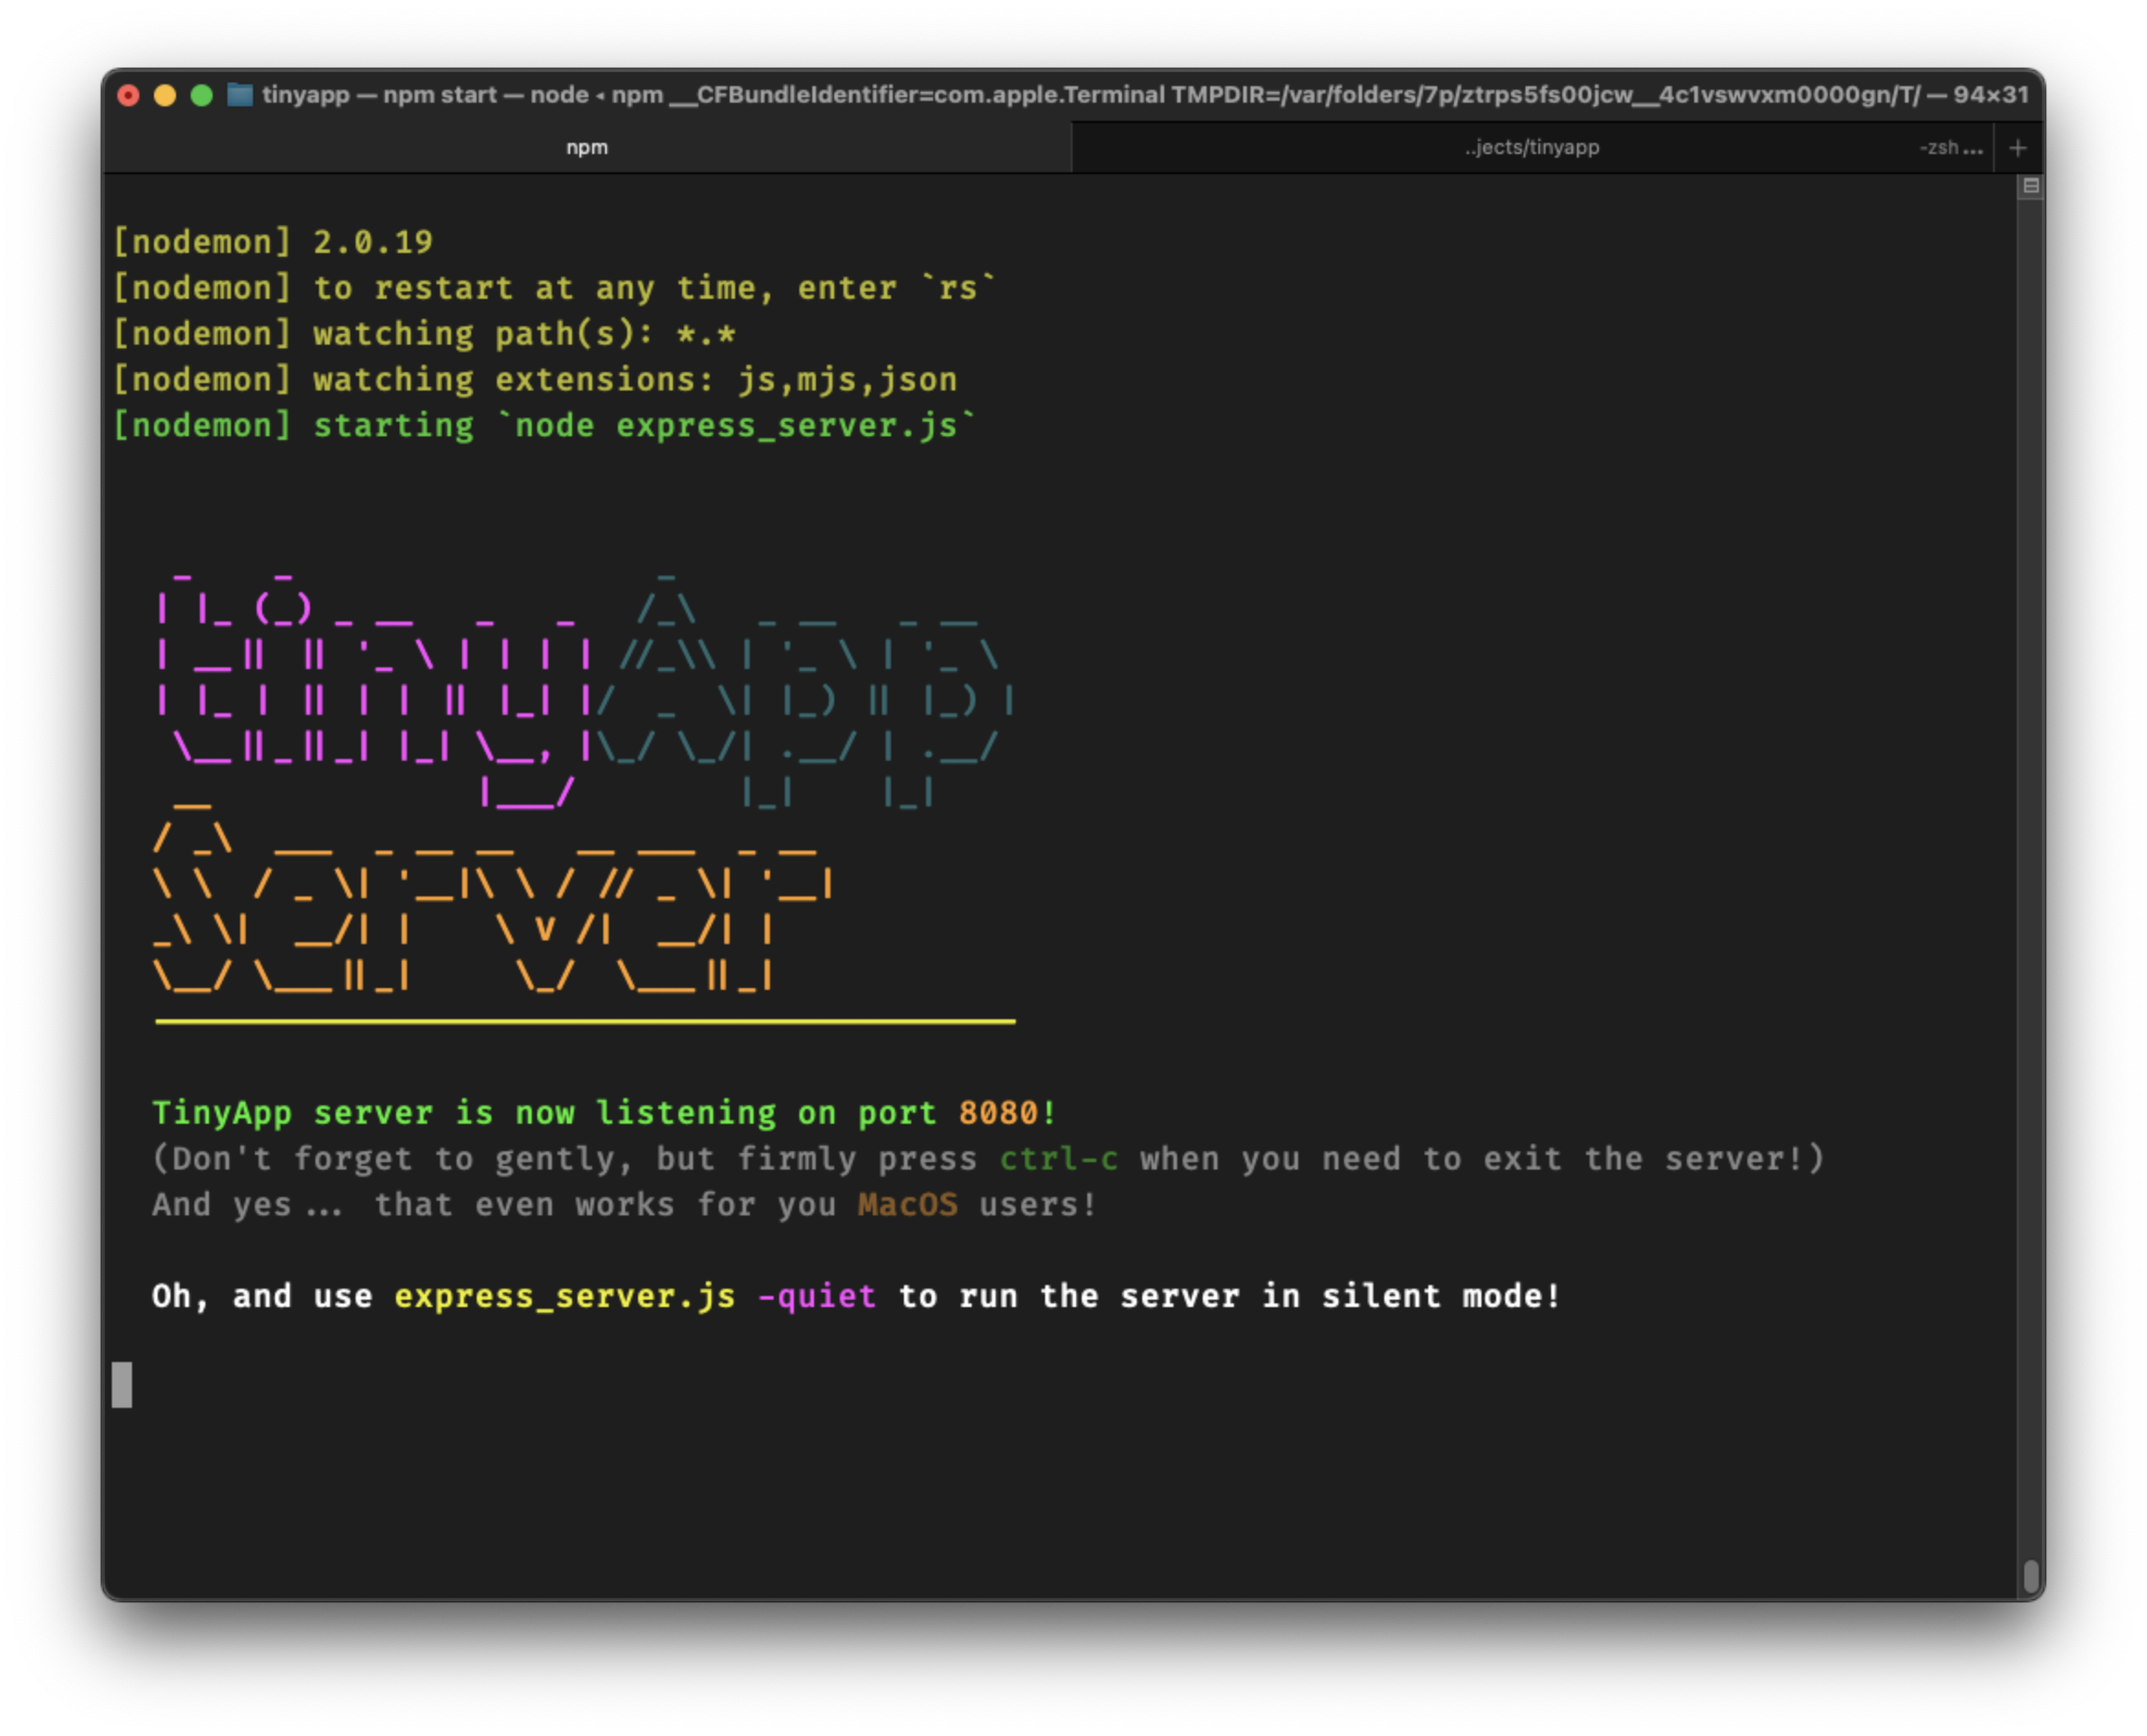 tinyapp — npm start — node ◂ npm __CFBundleIdentifier=com.apple.Terminal TMPDIR=/var/folders/7p/ztrps5fs00jcw__4c1vswvxm0000gn/T/ — 94×31
npm
..jects/tinyapp
-zsh ...
[nodemon] 2.0.19
[nodemon] to restart at any time, enter `rs`
[nodemon] watching path(s): *.*
[nodemon] watching extensions: js,mjs,json
[nodemon] starting `node express_server.js`
tinyApp
Server
TinyApp server is now listening on port 8080!
(Don't forget to gently, but firmly press ctrl-c when you need to exit the server!)
And yes... that even works for you MacOS users!
Oh, and use express_server.js -quiet to run the server in silent mode!